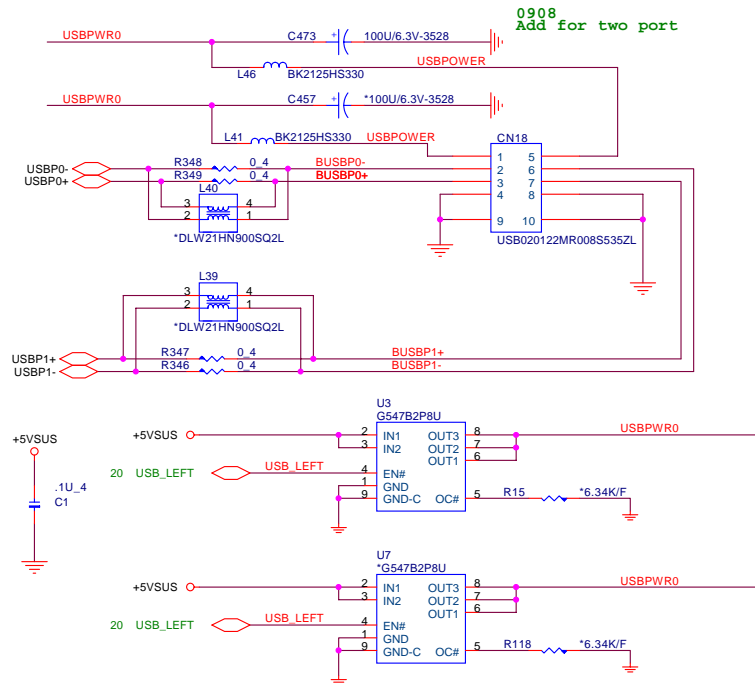 0908
Add for two port
USBPWR0
C473
+
100U/6.3V-3528
USBPOWER
L46
BK2125HS330
USBPWR0
C457
+
*100U/6.3V-3528
L41
BK2125HS330
USBPOWER
CN18
USBP0-
R348
0_4
BUSBP0-
USBP0+
R349
0_4
BUSBP0+
L40
3
4
2
1
*DLW21HN900SQ2L
1
5
2
6
3
7
4
8
9
10
USB020122MR008S535ZL
L39
3
4
2
1
*DLW21HN900SQ2L
USBP1+
R347
0_4
BUSBP1+
USBP1-
R346
0_4
BUSBP1-
U3
G547B2P8U
+5VSUS
2
IN1
OUT3
8
USBPWR0
3
IN2
OUT2
7
OUT1
6
20
USB_LEFT
USB_LEFT
4
EN#
1
GND
9
GND-C
OC#
5
R15
*6.34K/F
+5VSUS
.1U_4
C1
U7
*G547B2P8U
+5VSUS
2
IN1
OUT3
8
USBPWR0
3
IN2
OUT2
7
OUT1
6
20
USB_LEFT
USB_LEFT
4
EN#
1
GND
9
GND-C
OC#
5
R118
*6.34K/F